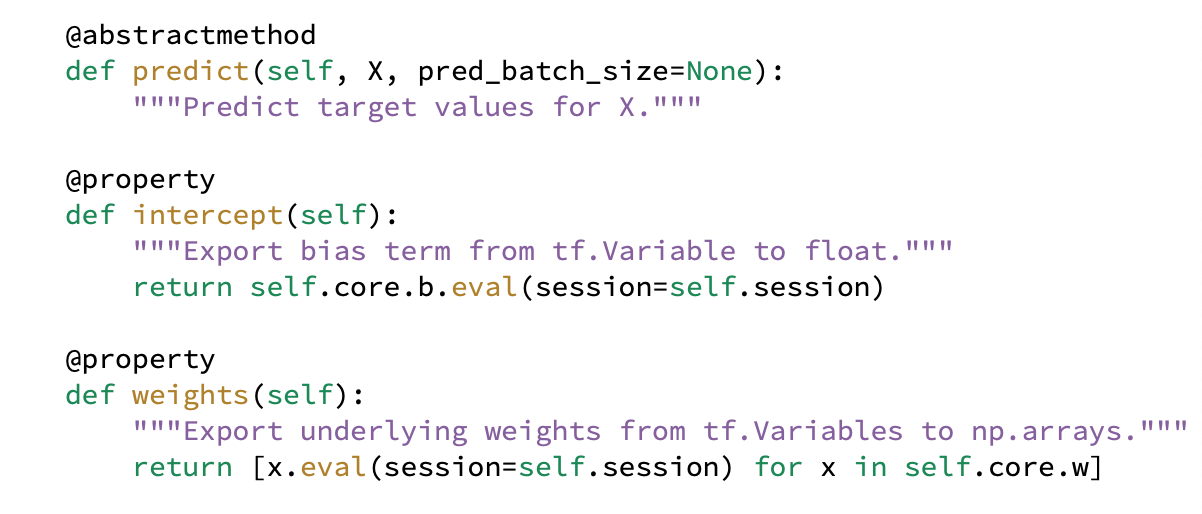 @abstractmethod
def predict(self, X, pred_batch_size=None):
    """Predict target values for X."""

@property
def intercept(self):
    """Export bias term from tf.Variable to float."""
    return self.core.b.eval(session=self.session)

@property
def weights(self):
    """Export underlying weights from tf.Variables to np.arrays."""
    return [x.eval(session=self.session) for x in self.core.w]